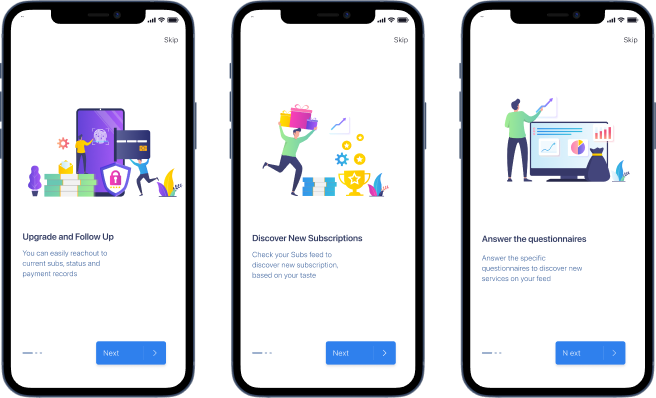 Skip
Upgrade and Follow Up
You can easily reachout to
current subs, status and
payment records
Next
Skip
Discover New Subscriptions
Check your Subs feed to
discover new subscription,
based on your taste
Next
Skip
Answer the questionnaires
Answer the specific
questionnaires to discover new
services on your feed
N ext